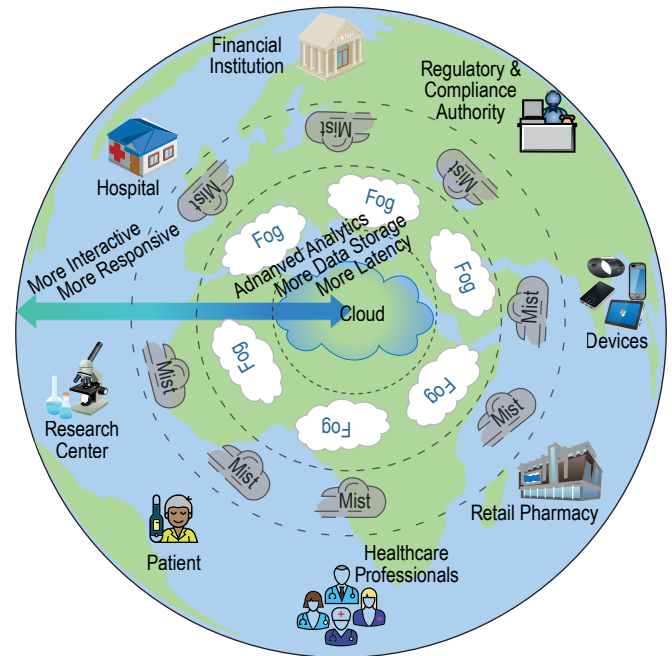 Financial
Institution
BANK
Regulatory &
Compliance
Authority
Hospital
Mist
Mist
Mist
Fog
Fog
Fog
More Interactive
More Responsive
Adnanved Analytics
More Data Storage
More Latency
Cloud
Mist
Devices
Fog
Mist
Fog
Fog
Mist
Research
Center
Mist
Mist
Retail Pharmacy
Patient
Healthcare
Professionals